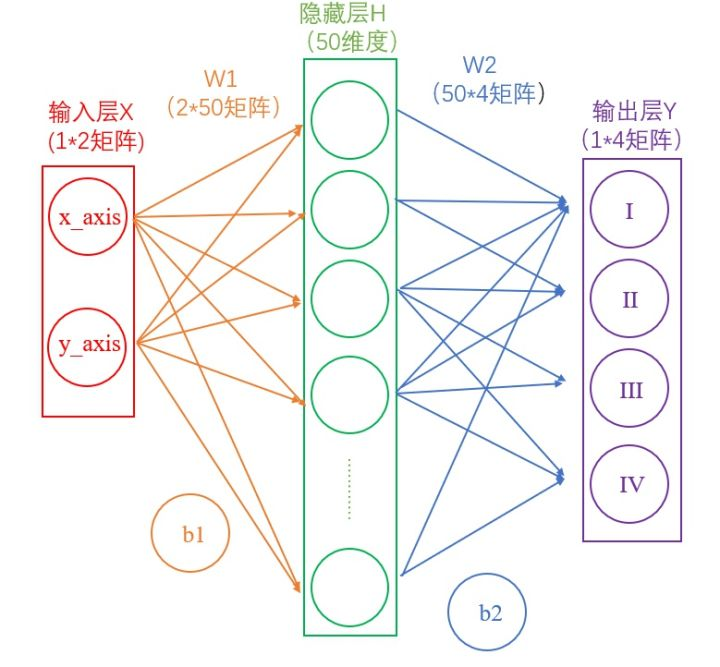 隐藏层H
（50维度）
W1
（2*50矩阵）
W2
（50*4矩阵）
输入层X
(1*2矩阵)
输出层Y
（1*4矩阵）
x_axis
y_axis
I
II
III
IV
b1
b2